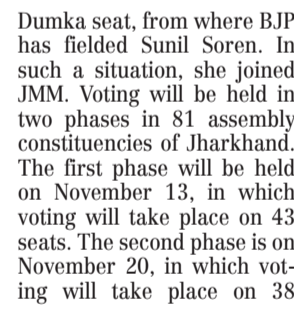 Dumka seat, from where BJP
has fielded Sunil Soren. In
such a situation, she joined
JMM. Voting will be held in
two phases in 81 assembly
constituencies of Jharkhand.
The first phase will be held
on November 13, in which
voting will take place on 43
seats. The second phase is on
November 20, in which vot-
ing will take place on 38